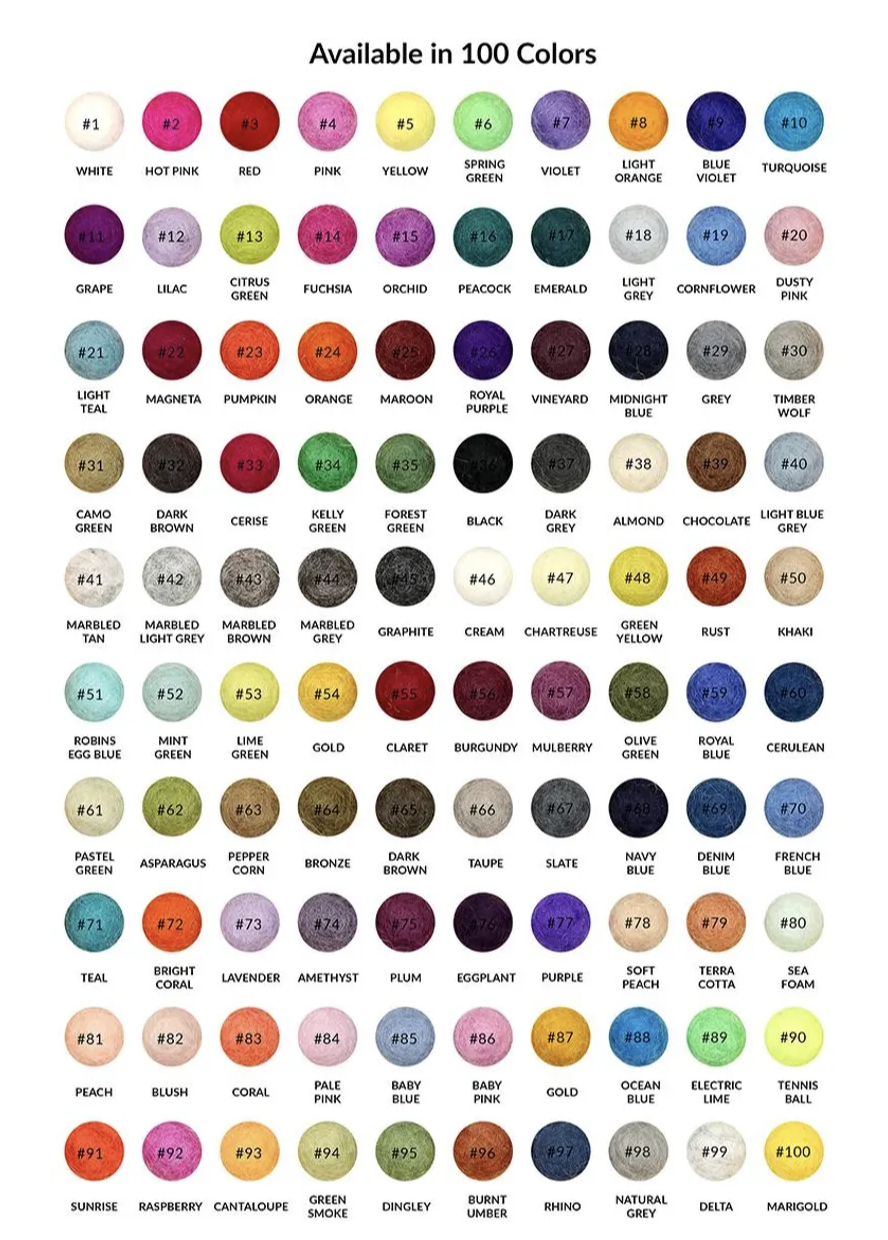 Available in 100 Colors
#1 #2 #3 #4 #5 #6 #7 #8 #9 #10
WHITE HOT PINK RED PINK YELLOW SPRING GREEN VIOLET LIGHT ORANGE BLUE VIOLET TURQUOISE
#11 #12 #13 #14 #15 #16 #17 #18 #19 #20
GRAPE LILAC CITRUS GREEN FUCHSIA ORCHID PEACOCK EMERALD LIGHT GREY CORNFLOWER DUSTY PINK
#21 #22 #23 #24 #25 #26 #27 #28 #29 #30
LIGHT TEAL MAGNETA PUMPKIN ORANGE MAROON ROYAL PURPLE VINEYARD MIDNIGHT BLUE GREY TIMBER WOLF
#31 #32 #33 #34 #35 #36 #37 #38 #39 #40
CAMO GREEN DARK BROWN CERISE KELLY GREEN FOREST GREEN BLACK DARK GREY ALMOND CHOCOLATE LIGHT BLUE GREY
#41 #42 #43 #44 #45 #46 #47 #48 #49 #50
MARBLED TAN MARBLED LIGHT GREY MARBLED BROWN MARBLED GREY GRAPHITE CREAM CHARTREUSE GREEN YELLOW RUST KHAKI
#51 #52 #53 #54 #55 #56 #57 #58 #59 #60
ROBINS EGG BLUE MINT GREEN LIME GREEN GOLD CLARET BURGUNDY MULBERRY OLIVE GREEN ROYAL BLUE CERULEAN
#61 #62 #63 #64 #65 #66 #67 #68 #69 #70
PASTEL GREEN ASPARAGUS PEPPER CORN BRONZE DARK BROWN TAUPE SLATE NAVY BLUE DENIM BLUE FRENCH BLUE
#71 #72 #73 #74 #75 #76 #77 #78 #79 #80
TEAL BRIGHT CORAL LAVENDER AMETHYST PLUM EGGPLANT PURPLE SOFT PEACH TERRA COTTA SEA FOAM
#81 #82 #83 #84 #85 #86 #87 #88 #89 #90
PEACH BLUSH CORAL PALE PINK BABY BLUE BABY PINK GOLD OCEAN BLUE ELECTRIC LIME TENNIS BALL
#91 #92 #93 #94 #95 #96 #97 #98 #99 #100
SUNRISE RASPBERRY CANTALOUPE GREEN SMOKE DINGLEY BURNT UMBER RHINO NATURAL GREY DELTA MARIGOLD